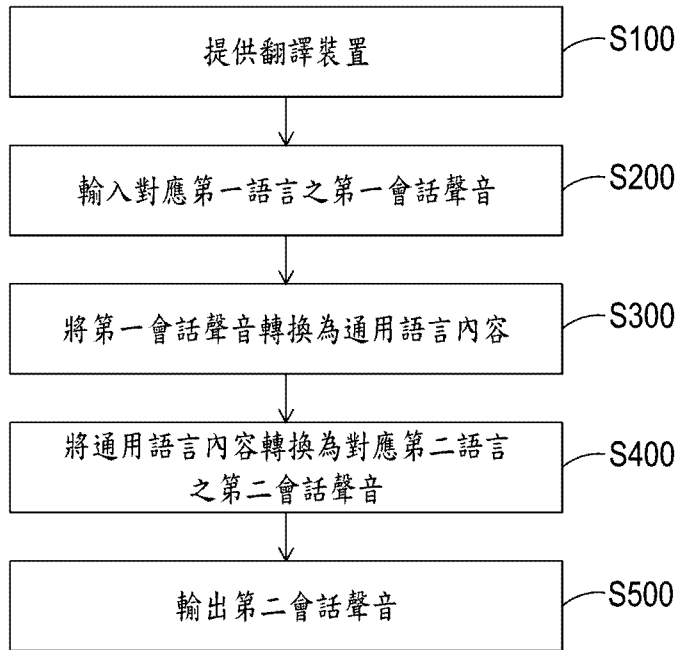 提供翻譯裝置
S100
輸入對應第一語言之第一會話聲音
S200
將第一會話聲音轉換為通用語言內容
S300
將通用語言內容轉換為對應第二語言
之第二會話聲音
S400
輸出第二會話聲音
S500